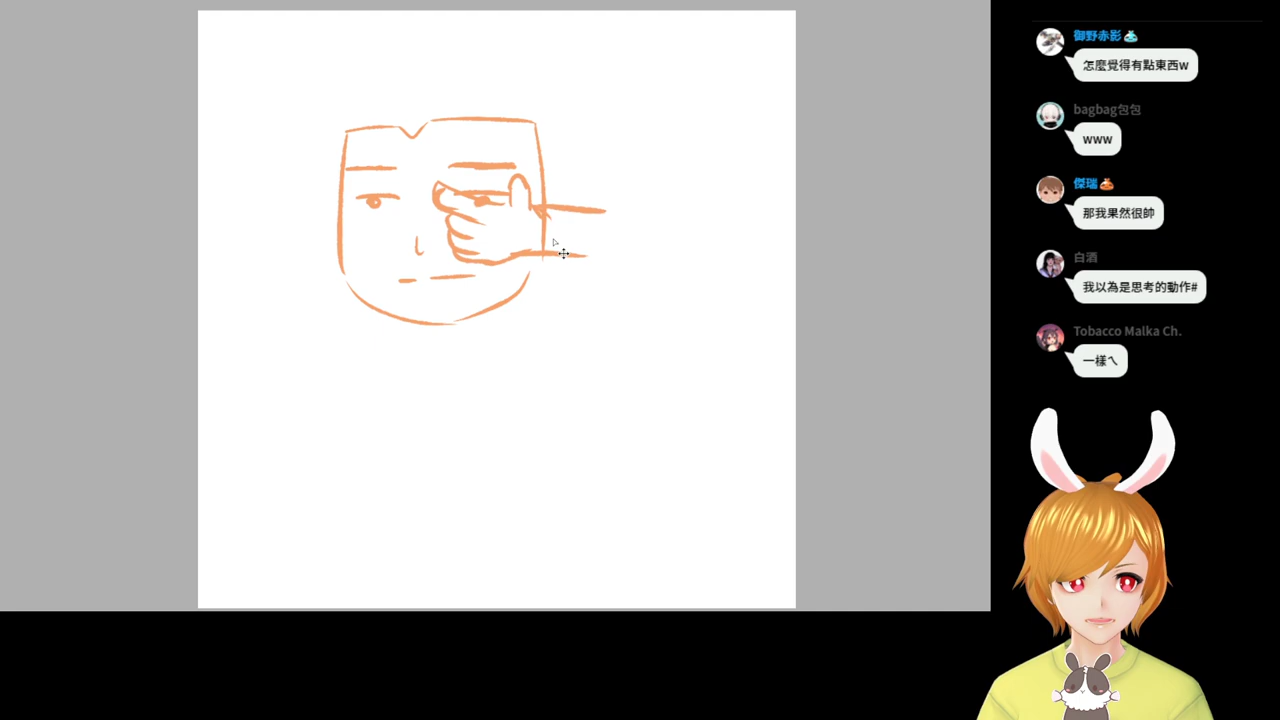 御野赤影
怎麼覺得有點東西w
bagbag包包
www
傑瑞
那我果然很帥
白酒
我以為是思考的動作#
Tobacco Malka Ch.
一樣ㄟ